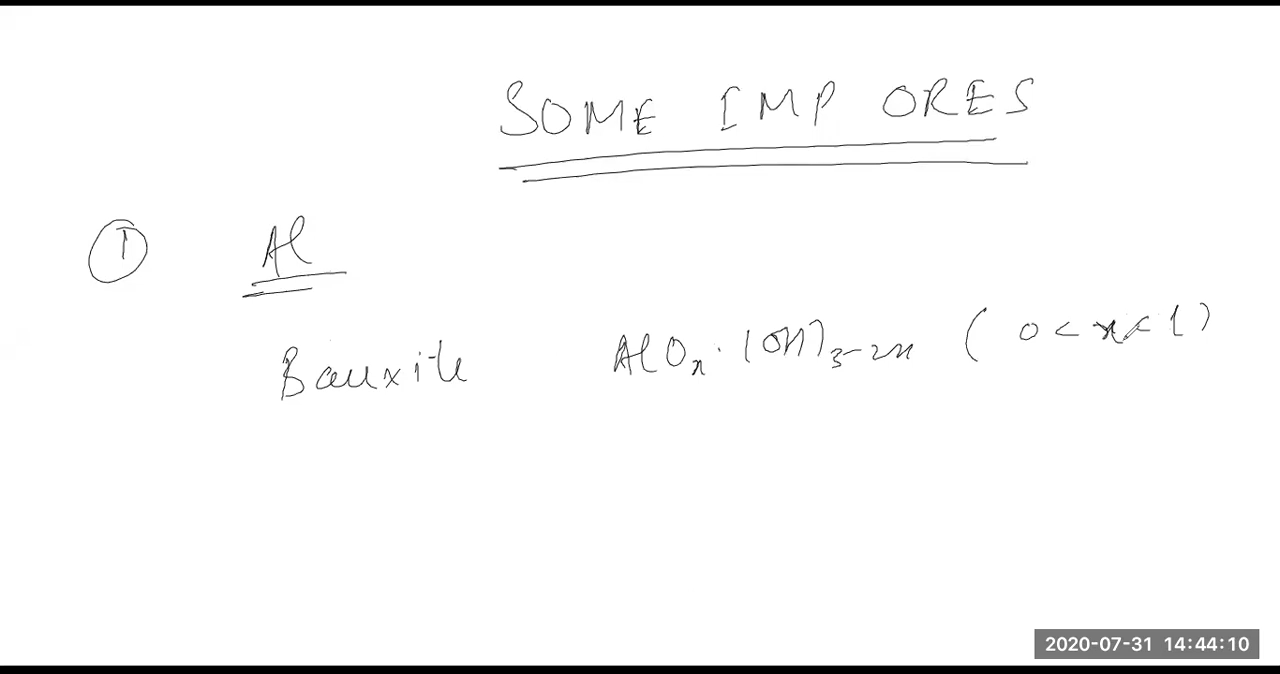 SOME IMP ORES
① Al
Bauxite AlOx.(OH)3-2x (0<x<1)
2020-07-31 14:44:10